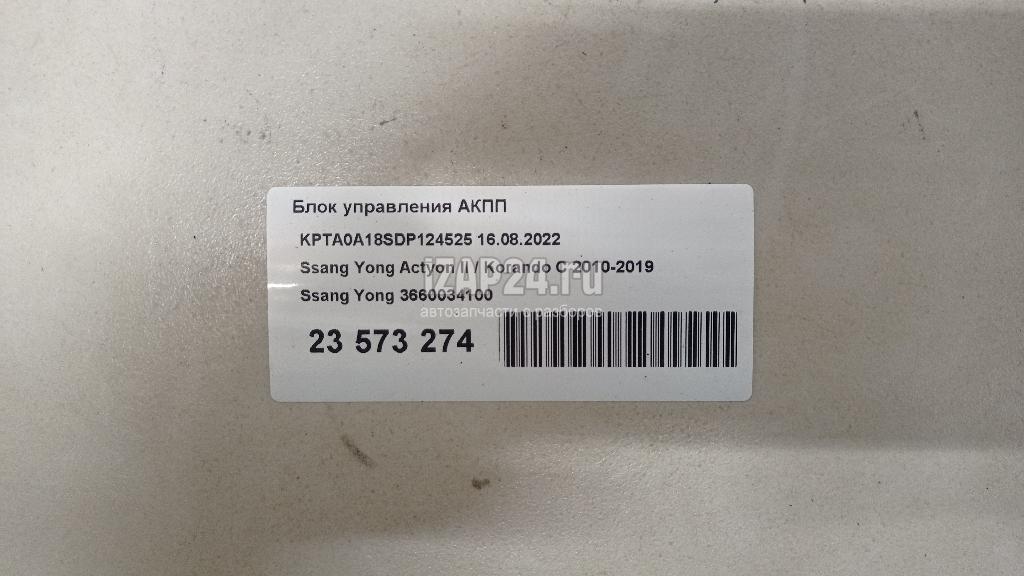 Блок управления АКПП
KPTA0A18SDP124525 16.08.2022
Ssang Yong Actyon II / Korando C 2010-2019
iZAP24.ru
Ssang Yong 3660034100
автозапчасти с разборов
23 573 274